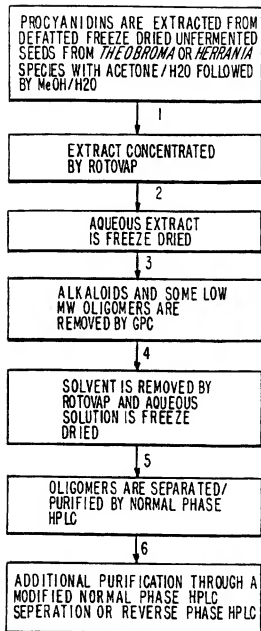 PROCYANIDINS ARE EXTRACTED FROM
DEFATTED FREEZE DRIED UNFERMENTED
SEEDS FROM THEOBROMA OR HERRANIA
SPECIES WITH ACETONE/H2O FOLLOWED
BY MeOH/H2O
1
EXTRACT CONCENTRATED
BY ROTOVAP
2
AQUEOUS EXTRACT
IS FREEZE DRIED
3
ALKALOIDS AND SOME LOW
MW OLIGOMERS ARE
REMOVED BY GPC
4
SOLVENT IS REMOVED BY
ROTOVAP AND AQUEOUS
SOLUTION IS FREEZE
DRIED
5
OLIGOMERS ARE SEPARATED/
PURIFIED BY NORMAL PHASE
HPLC
6
ADDITIONAL PURIFICATION THROUGH A
MODIFIED NORMAL PHASE HPLC
SEPERATION OR REVERSE PHASE HPLC